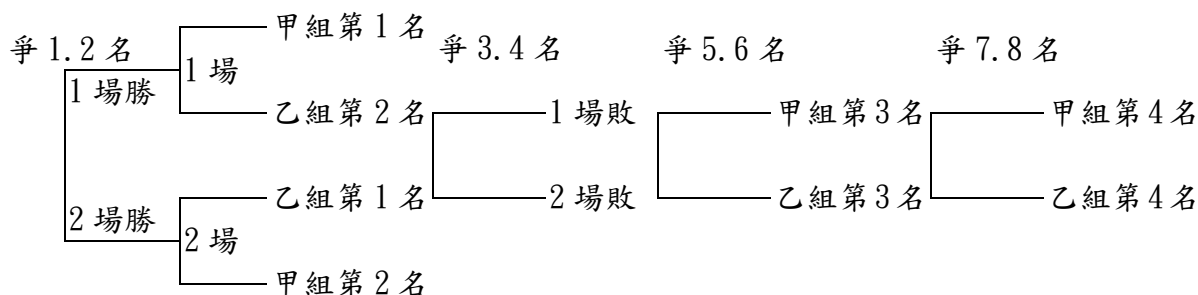 爭 1.2 名
甲組第 1 名
1 場勝
1 場
乙組第 2 名
2 場勝
乙組第 1 名
2 場
甲組第 2 名
爭 3.4 名
1 場敗
2 場敗
爭 5.6 名
甲組第 3 名
乙組第 3 名
爭 7.8 名
甲組第 4 名
乙組第 4 名